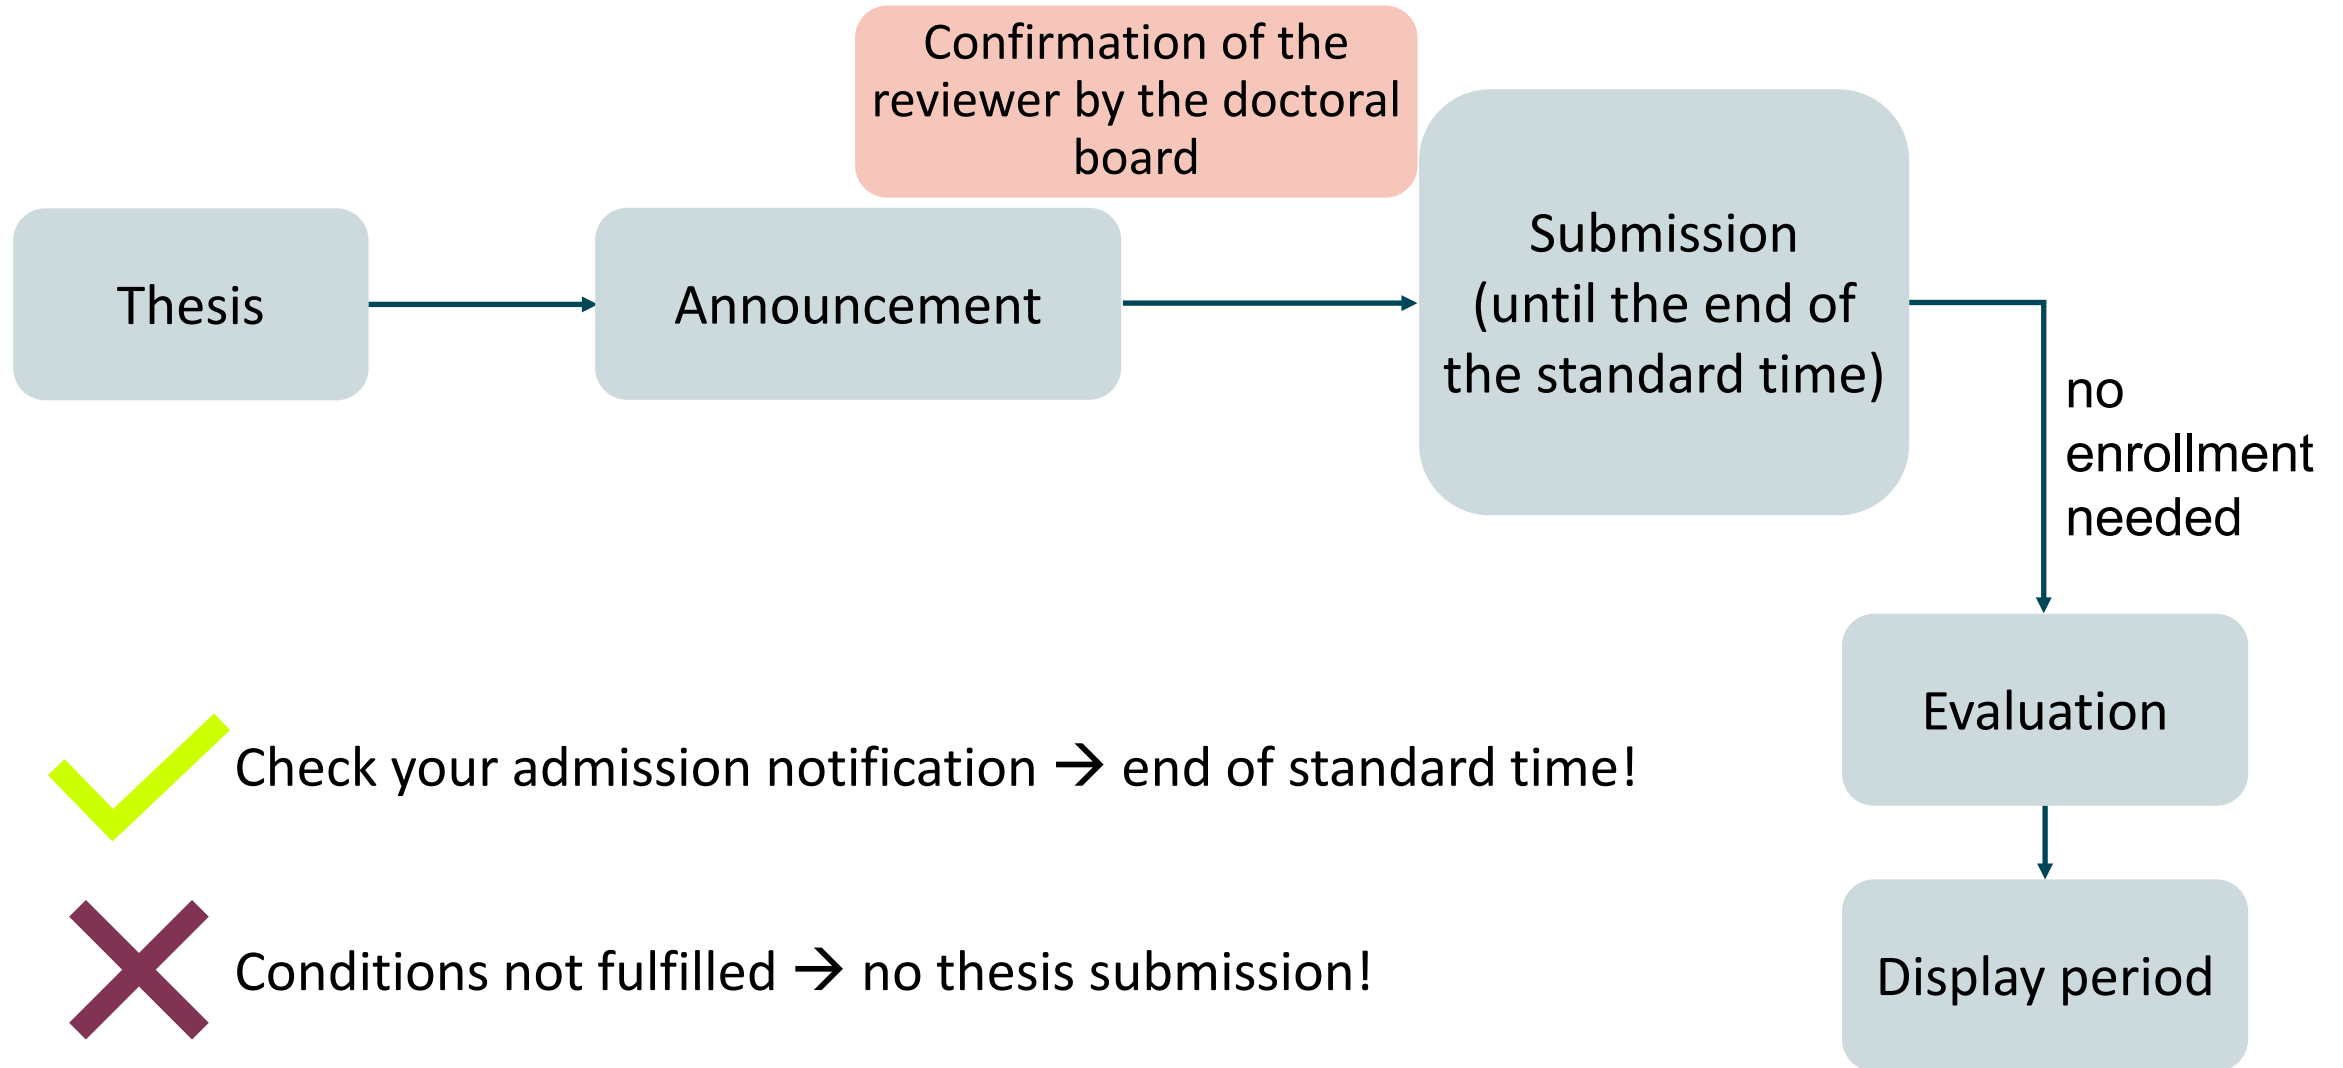 Confirmation of the
reviewer by the doctoral
board
Thesis
Announcement
Submission
(until the end of
the standard time)
no
enrollment
needed
Evaluation
Display period
Check your admission notification → end of standard time!
Conditions not fulfilled → no thesis submission!